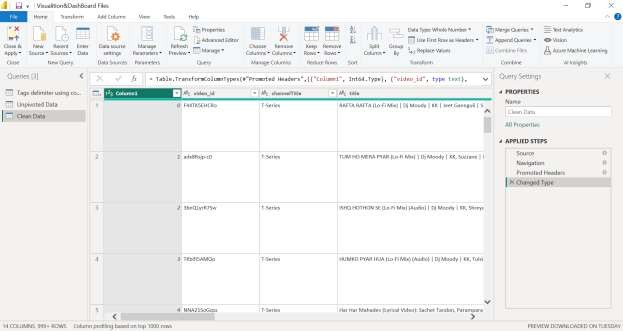 Visualition&DashBoard Files
File Home Transform Add Column View Tools Help
Close & Apply New Source Recent Sources Enter Data Data source settings Manage Parameters Refresh Preview Properties Advanced Editor Manage Choose Columns Remove Columns Keep Rows Remove Rows Split Column Group By Data Type: Whole Number Use First Row as Headers Replace Values Merge Queries Append Queries Combine Files Text Analytics Vision Azure Machine Learning
Close New Query Data Sources Parameters Query Manage Columns Reduce Rows Sort Transform Combine AI Insights
Queries [3]
Tags delimiter using co...
Unpivoted Data
Clean Data
= Table.TransformColumnTypes(#"Promoted Headers",{{"Column1", Int64.Type}, {"video_id", type text},
Column1 video_id channelTitle title
1 0 T-Series RAFTA RAFTA (Lo-Fi Mix) | Dj Moody | KK | Jeet Gannguli | S
2 1 T-Series TUM HO MERA PYAR (Lo-Fi Mix) | Dj Moody | KK,
3 2 T-Series ISHQ HOTHON SE (Lo-Fi Mix) (Audio) | Dj Moody | KK, Shreya
4 3 T-Series HUMKO PYAR HUA (Lo-Fi Mix) (Audio) | Dj Moody | KK, Tulsi
5 4 T-Series Har Har Mahadev (Lyrical Video): Sachet Tandon, Parampara
Query Settings
PROPERTIES
Name
Clean Data
All Properties
APPLIED STEPS
Source
Navigation
Promoted Headers
Changed Type
14 COLUMNS, 999+ ROWS Column profiling based on top 1000 rows
PREVIEW DOWNLOADED ON TUESDAY